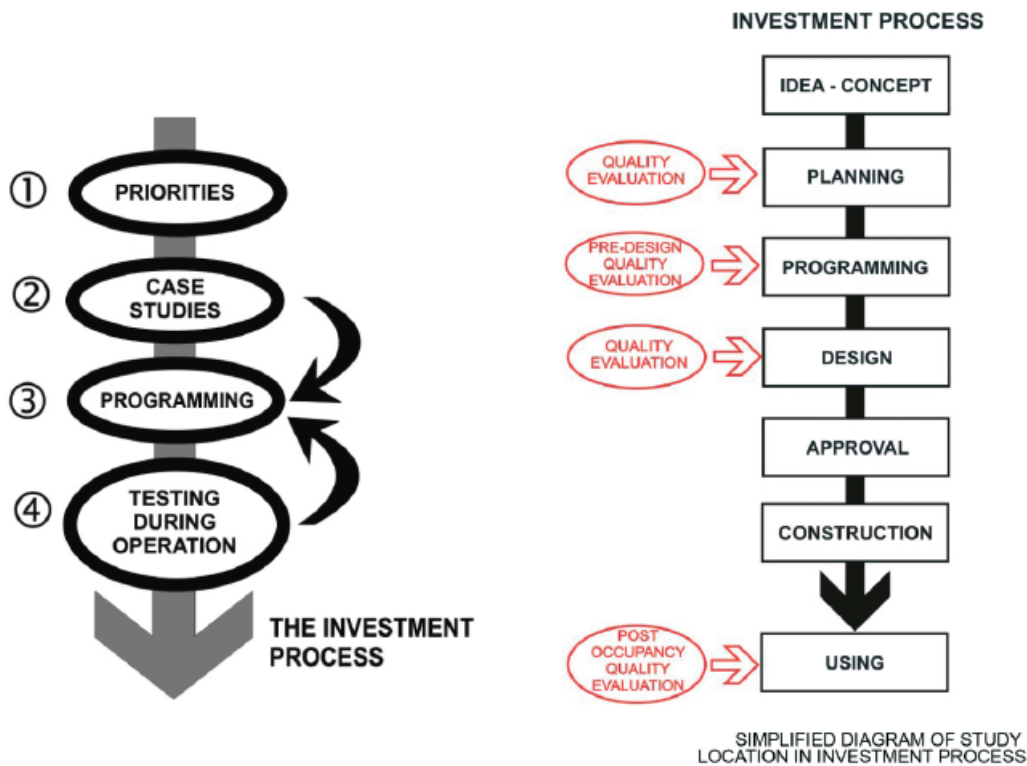 ①
PRIORITIES
②
CASE
STUDIES
③
PROGRAMMING
④
TESTING
DURING
OPERATION
THE INVESTMENT
PROCESS
INVESTMENT PROCESS
IDEA - CONCEPT
QUALITY
EVALUATION
PLANNING
PRE-DESIGN
QUALITY
EVALUATION
PROGRAMMING
QUALITY
EVALUATION
DESIGN
APPROVAL
CONSTRUCTION
POST
OCCUPANCY
QUALITY
EVALUATION
USING
SIMPLIFIED DIAGRAM OF STUDY
LOCATION IN INVESTMENT PROCESS